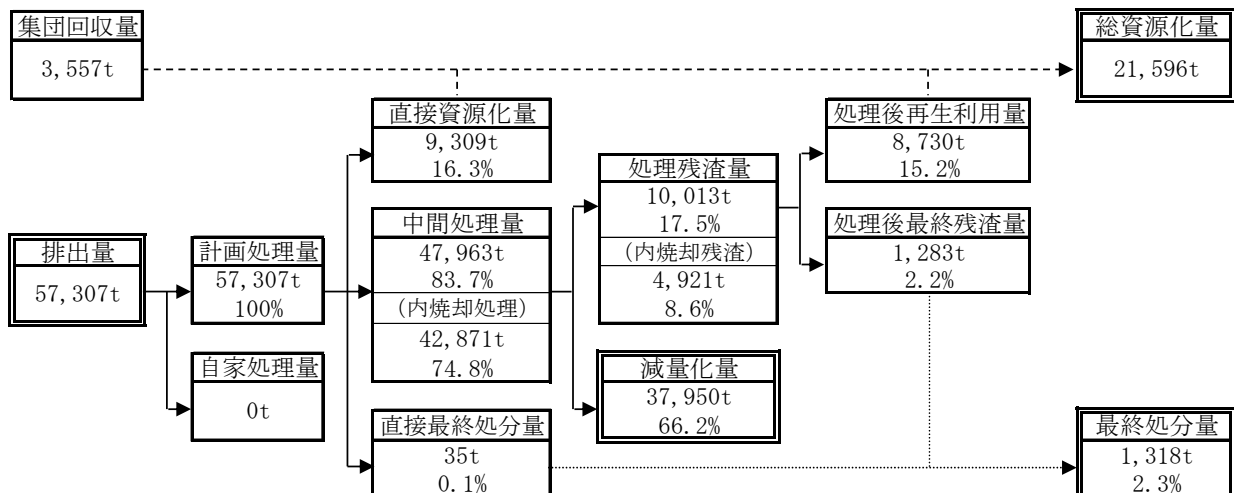 集団回収量
3,557t
総資源化量
21,596t
直接資源化量
9,309t
16.3%
処理後再生利用量
8,730t
15.2%
処理残渣量
10,013t
17.5%
(内焼却残渣)
4,921t
8.6%
中間処理量
47,963t
83.7%
(内焼却処理)
42,871t
74.8%
処理後最終残渣量
1,283t
2.2%
排出量
57,307t
計画処理量
57,307t
100%
自家処理量
0t
減量化量
37,950t
66.2%
直接最終処分量
35t
0.1%
最終処分量
1,318t
2.3%